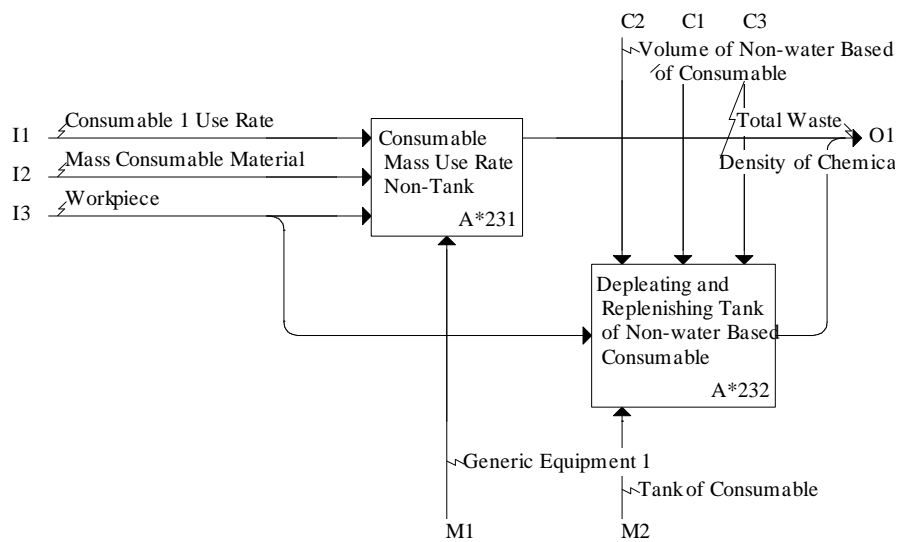 C2 C1 C3
Volume of Non-water Based
of Consumable
I1 Consumable 1 Use Rate
Total Waste O1
I2 Mass Consumable Material
Density of Chemica
I3 Workpiece
Consumable
Mass Use Rate
Non-Tank
A*231
Depleating and
Replenishing Tank
of Non-water Based
Consumable
A*232
Generic Equipment 1
Tank of Consumable
M1 M2